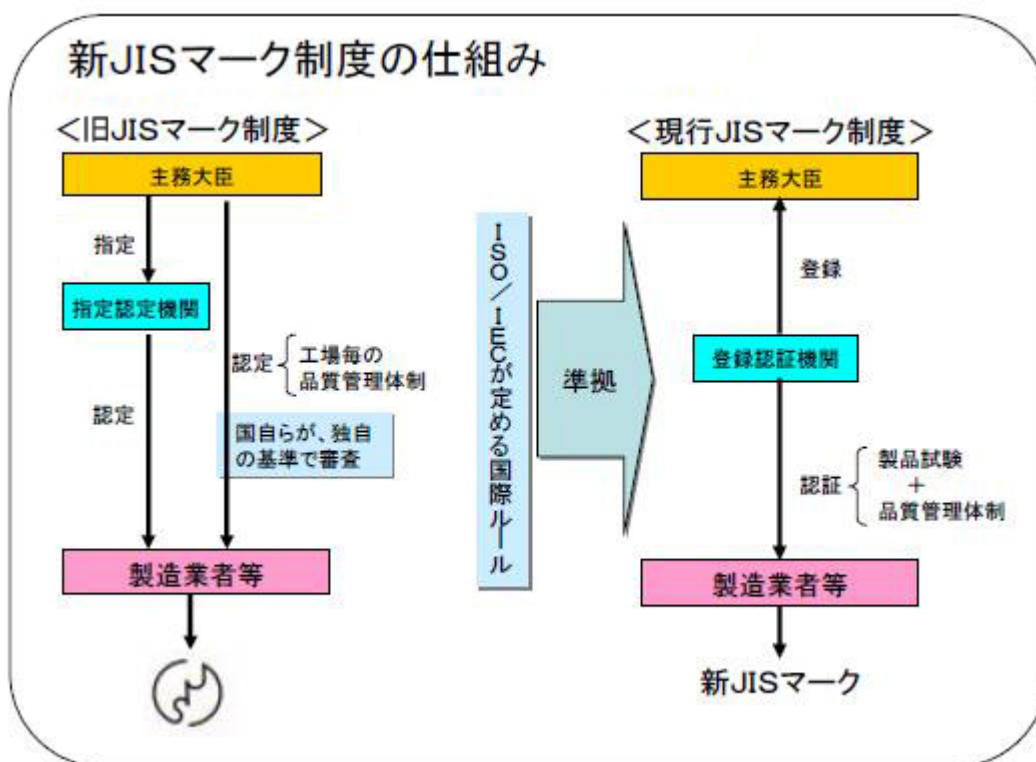 新JISマーク制度の仕組み
＜旧JISマーク制度＞
主務大臣
指定
指定認定機関
認定
認定
工場毎の
品質管理体制
国自らが、独自
の基準で審査
製造業者等
ISO／IECが定める国際ルール
準拠
＜現行JISマーク制度＞
主務大臣
登録
登録認証機関
認証
製品試験
＋
品質管理体制
製造業者等
新JISマーク